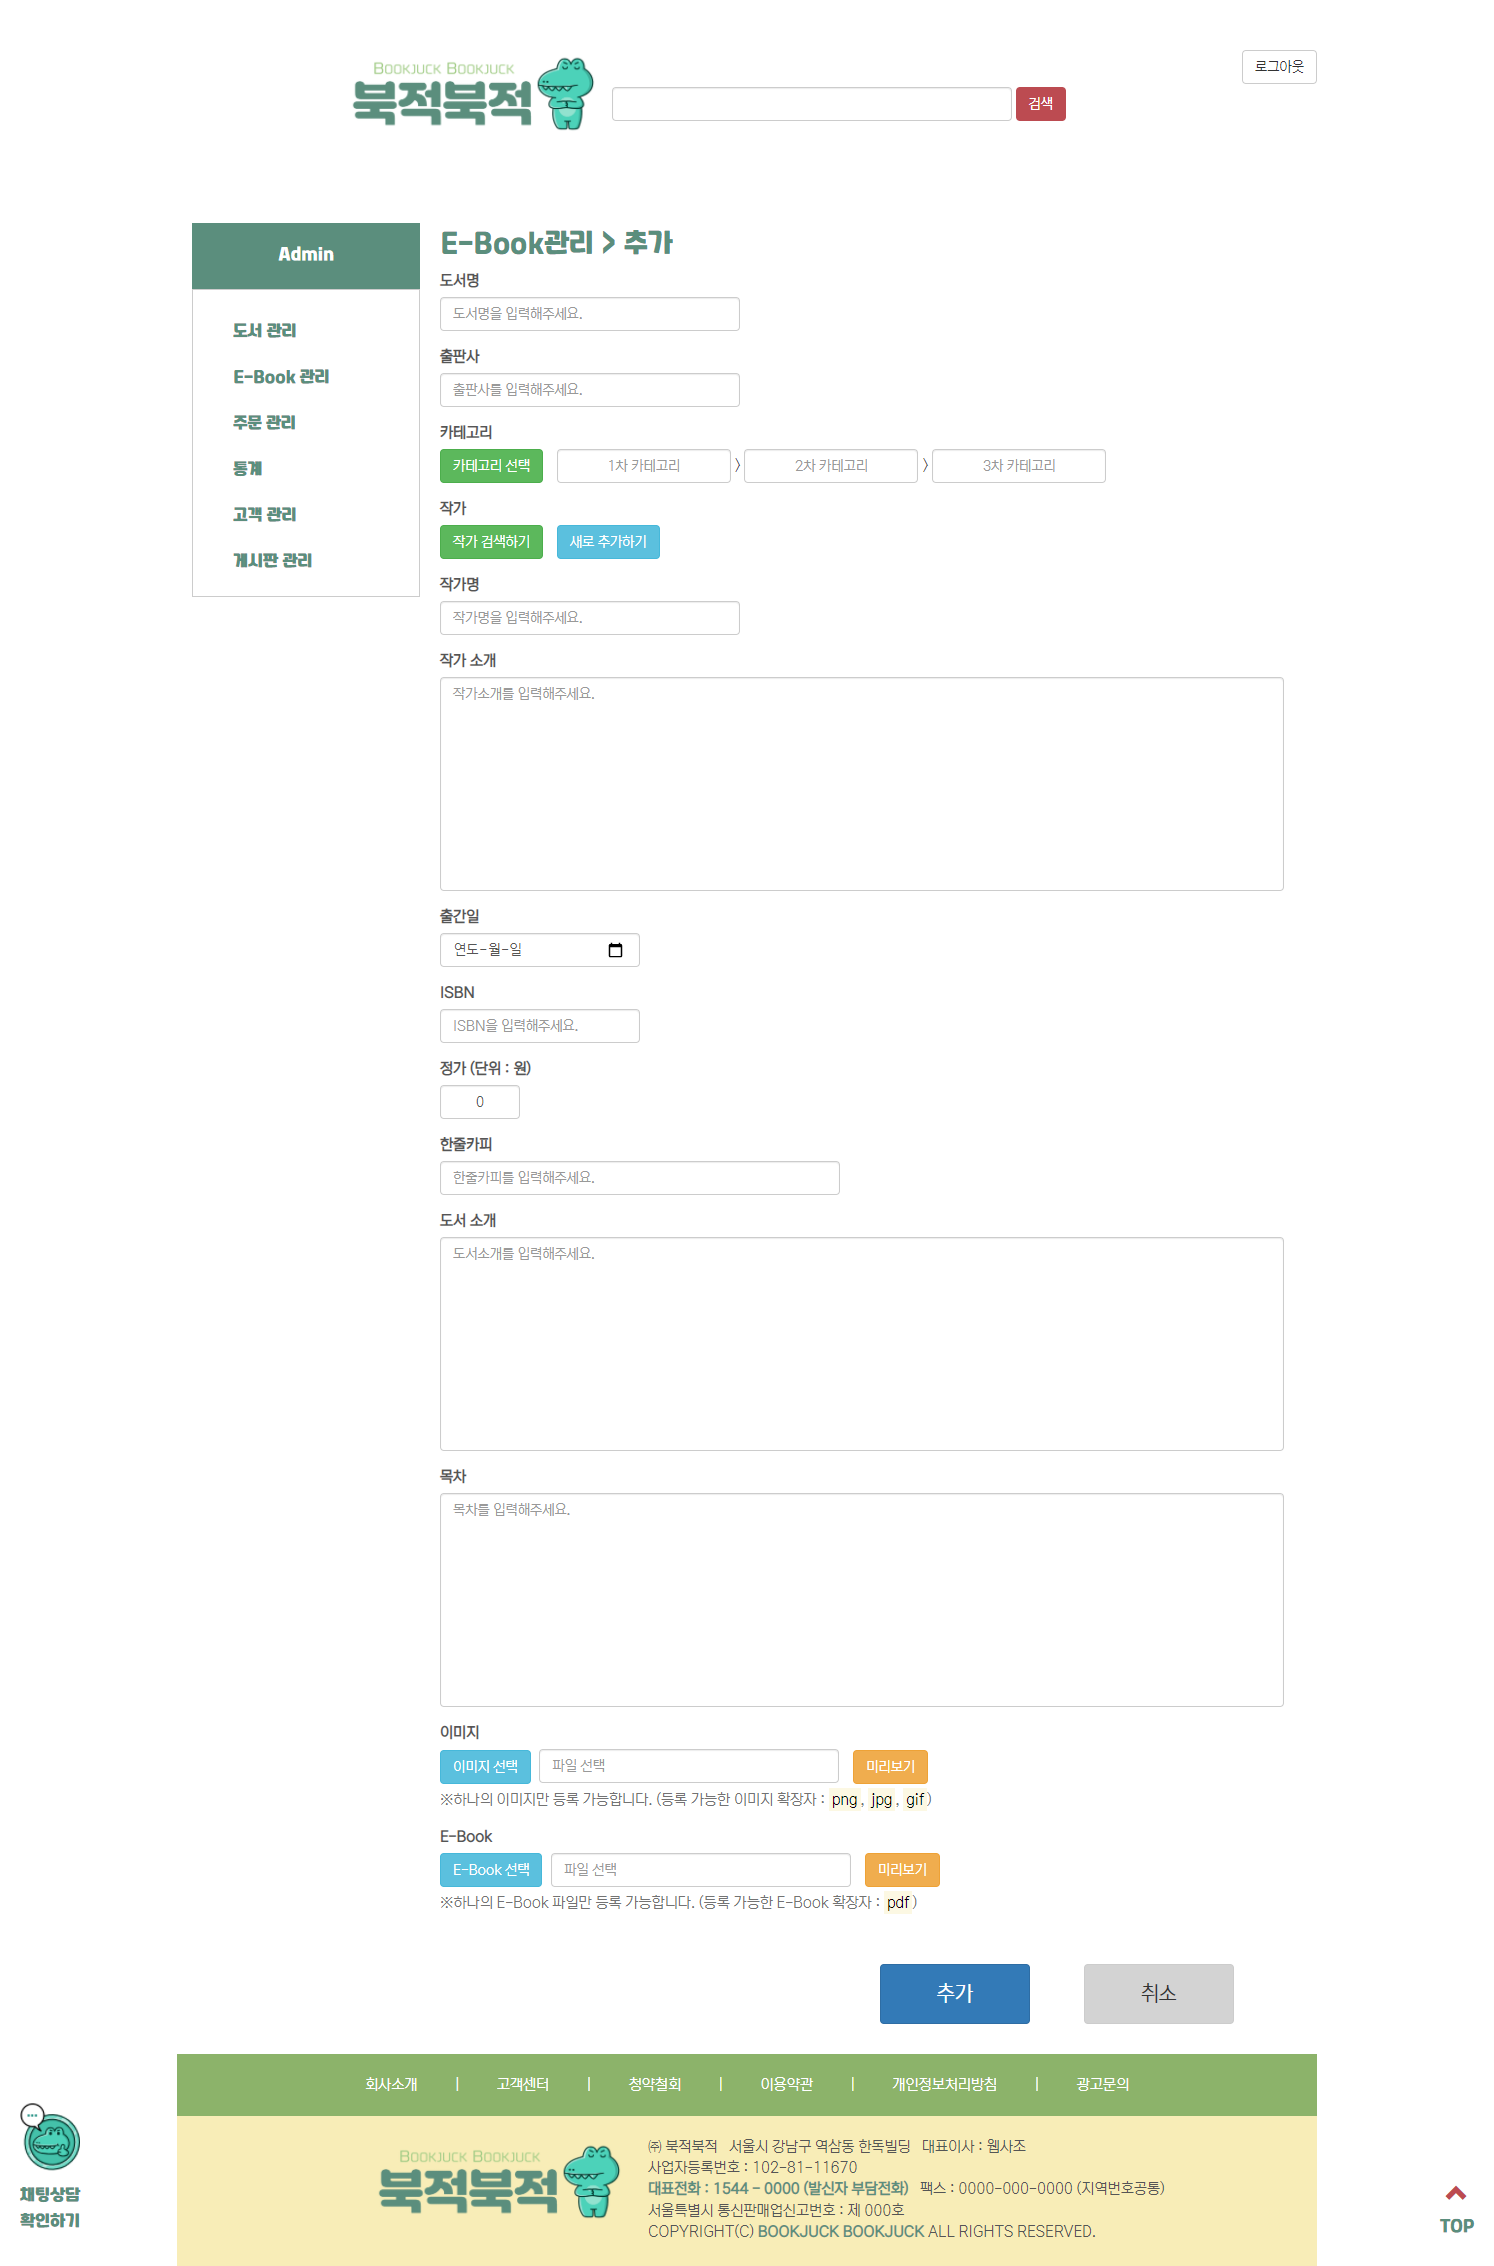 로그아웃
BOOKJUCK BOOKJUCK
북적북적
검색
Admin
도서 관리
E-Book 관리
주문 관리
통계
고객 관리
게시판 관리
E-Book관리 > 추가
도서명
도서명을 입력해주세요.
출판사
출판사를 입력해주세요.
카테고리
카테고리 선택 1차 카테고리 > 2차 카테고리 > 3차 카테고리
작가
작가 검색하기 새로 추가하기
작가명
작가명을 입력해주세요.
작가 소개
작가소개를 입력해주세요.
출간일
연도-월-일
ISBN
ISBN을 입력해주세요.
정가 (단위 : 원)
0
한줄카피
한줄카피를 입력해주세요.
도서 소개
도서소개를 입력해주세요.
목차
목차를 입력해주세요.
이미지
이미지 선택 파일 선택 미리보기
※하나의 이미지만 등록 가능합니다. (등록 가능한 이미지 확장자 : png, jpg, gif)
E-Book
E-Book 선택 파일 선택 미리보기
※하나의 E-Book 파일만 등록 가능합니다. (등록 가능한 E-Book 확장자 : pdf)
추가 취소
회사소개 | 고객센터 | 청약철회 | 이용약관 | 개인정보처리방침 | 광고문의
BOOKJUCK BOOKJUCK
북적북적
㈜ 북적북적 서울시 강남구 역삼동 한독빌딩 대표이사 : 웹사조
사업자등록번호 : 102-81-11670
대표전화 : 1544 - 0000 (발신자 부담전화) 팩스 : 0000-000-0000 (지역번호공통)
서울특별시 통신판매업신고번호 : 제 000호
COPYRIGHT(C) BOOKJUCK BOOKJUCK ALL RIGHTS RESERVED.
채팅상담
확인하기
TOP